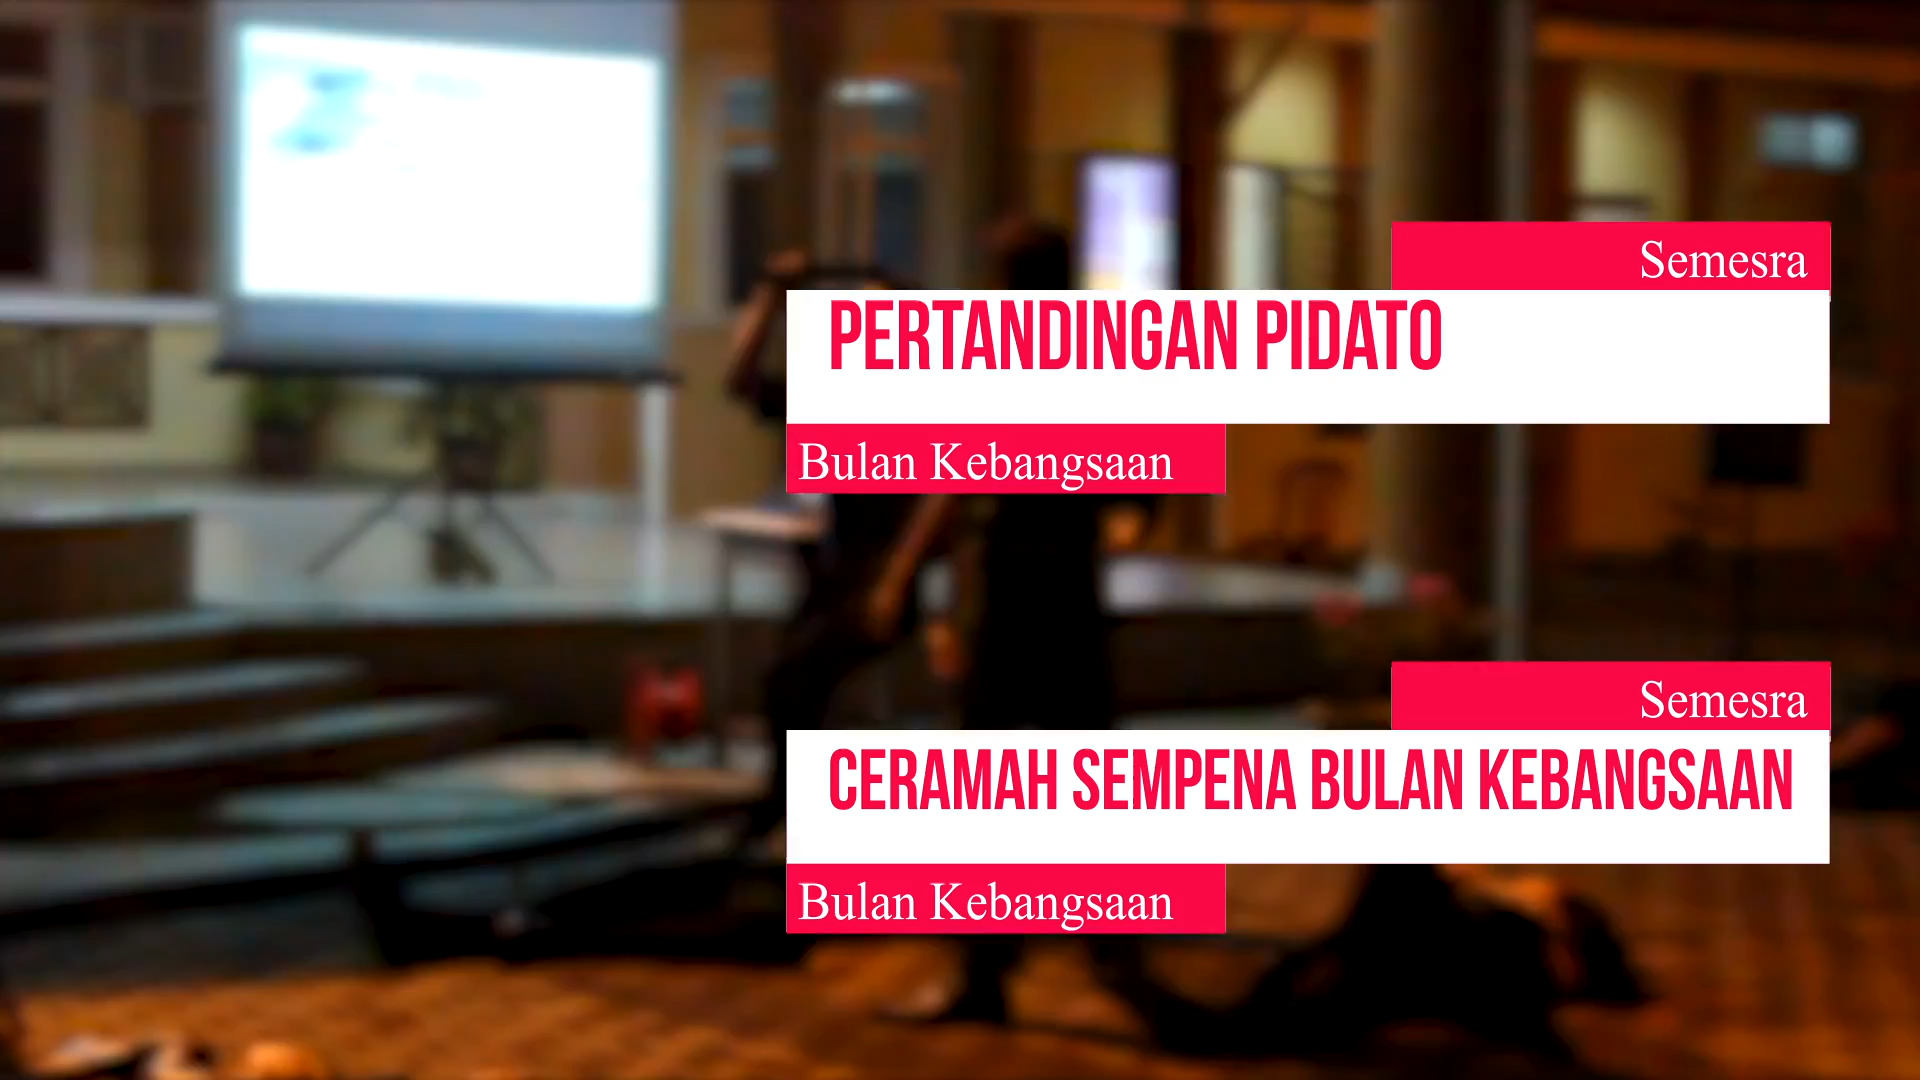 Semesra
PERTANDINGAN PIDATO
Bulan Kebangsaan
Semesra
CERAMAH SEMPENA BULAN KEBANGSAAN
Bulan Kebangsaan